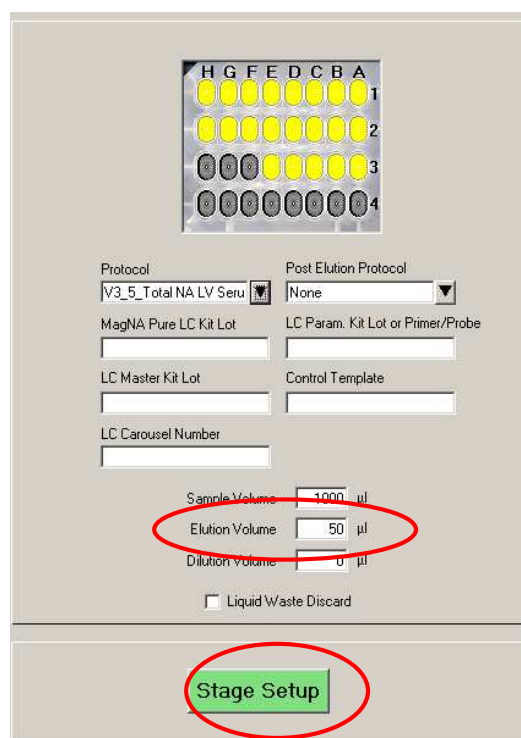 H G F E D C B A
1
2
3
4
Protocol Post Elution Protocol
V3_5_Total NA LV Seru None
MagNA Pure LC Kit Lot LC Param. Kit Lot or Primer/Probe
LC Master Kit Lot Control Template
LC Carousel Number
Sample Volume 1000 µl
Elution Volume 50 µl
Dilution Volume 0 µl
Liquid Waste Discard
Stage Setup